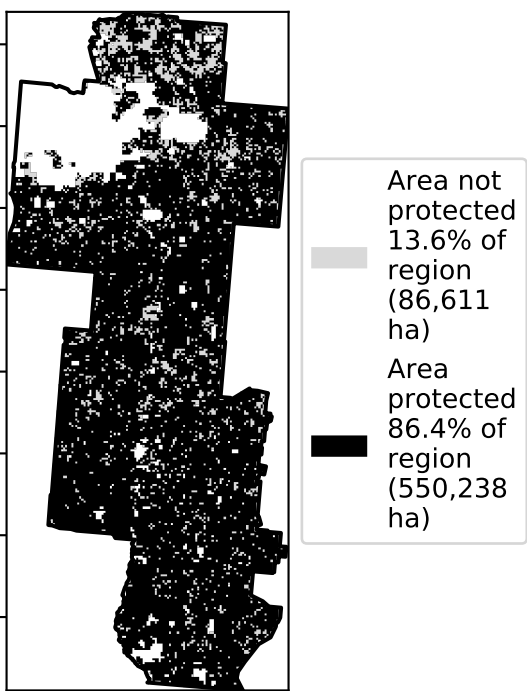 Area not
protected
13.6% of
region
(86,611
ha)
Area
protected
86.4% of
region
(550,238
ha)